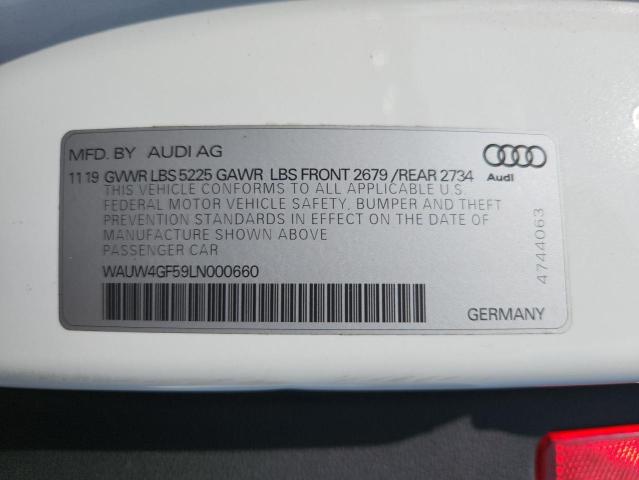 MFD. BY AUDI AG
11 19 GVWR LBS 5225 GAWR LBS FRONT 2679 /REAR 2734
THIS VEHICLE CONFORMS TO ALL APPLICABLE U.S.
FEDERAL MOTOR VEHICLE SAFETY, BUMPER AND THEFT
PREVENTION STANDARDS IN EFFECT ON THE DATE OF
MANUFACTURE SHOWN ABOVE
PASSENGER CAR
WAUW4GF59LN000660
Audi
4744063
GERMANY